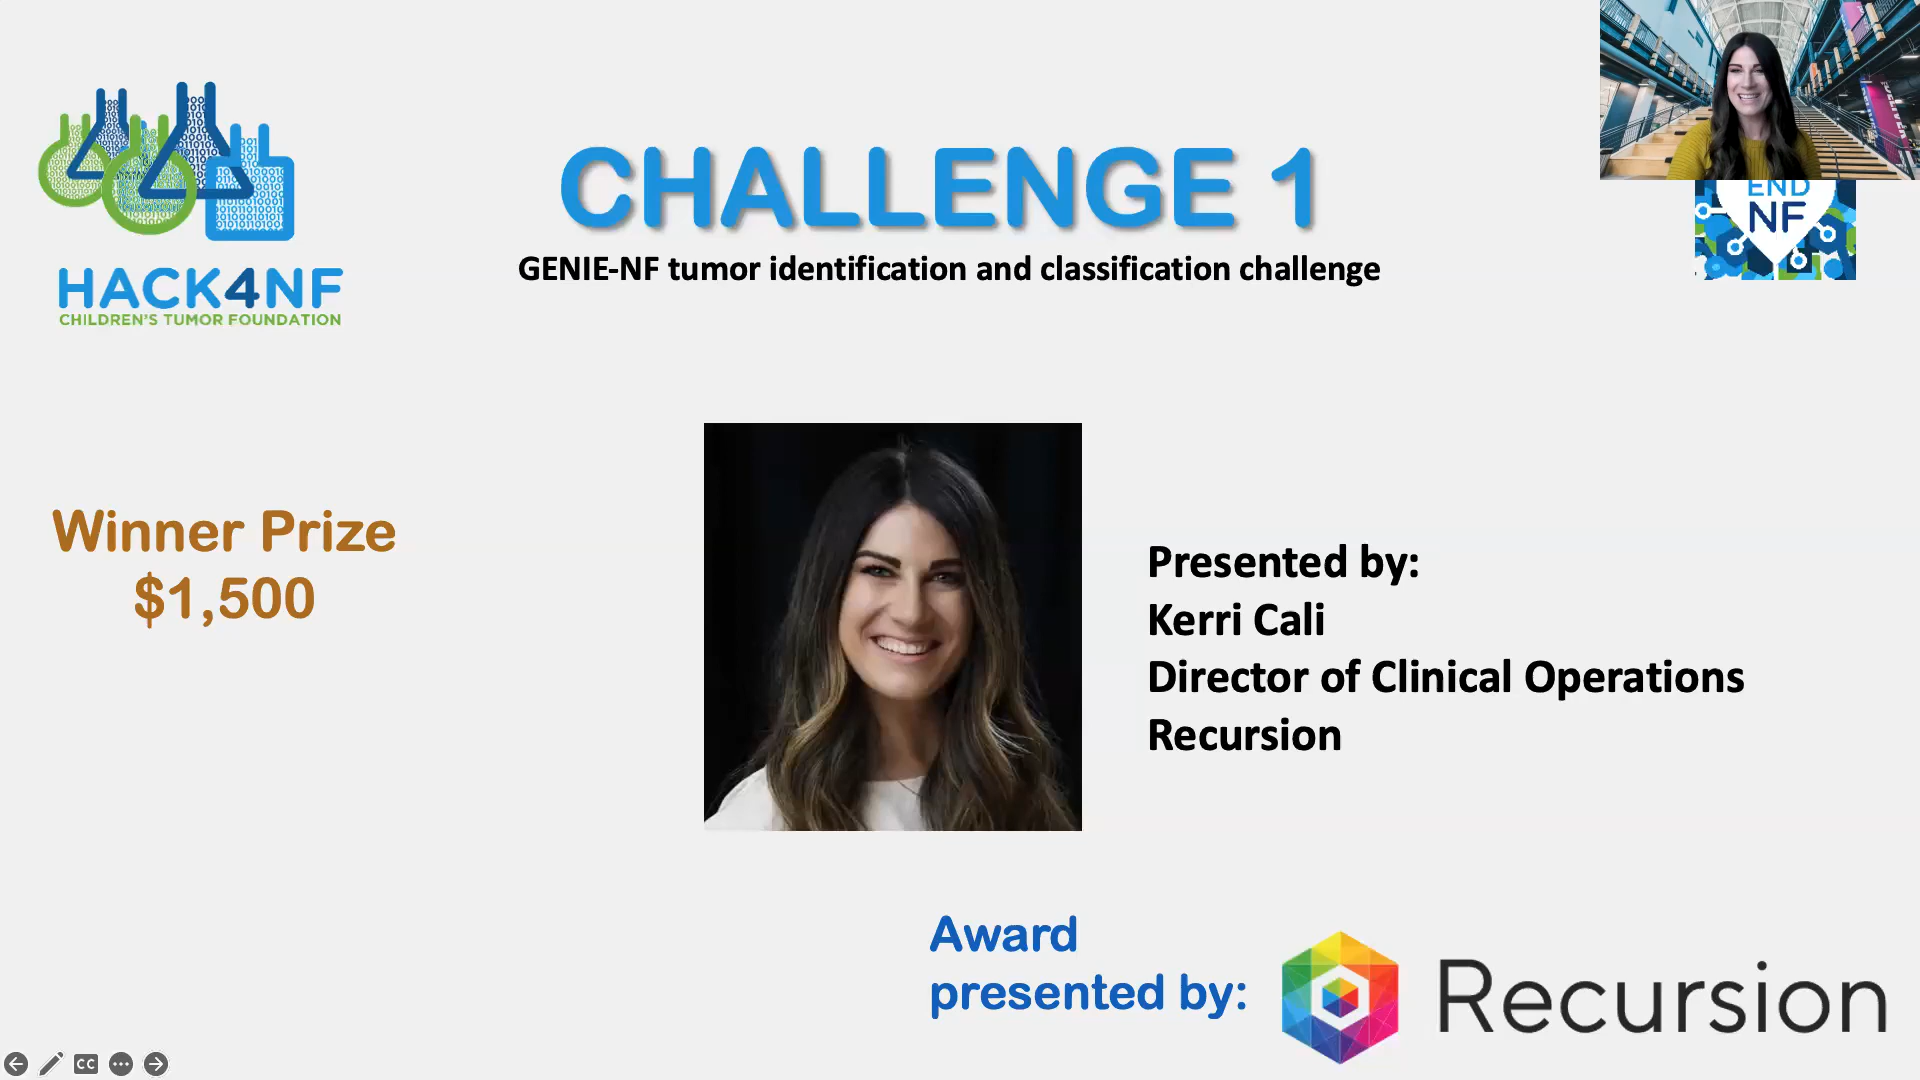 HACK4NF
CHILDREN'S TUMOR FOUNDATION
CHALLENGE 1
GENIE-NF tumor identification and classification challenge
END
NF
Winner Prize
$1,500
Presented by:
Kerri Cali
Director of Clinical Operations
Recursion
Award
presented by:
Recursion
CC